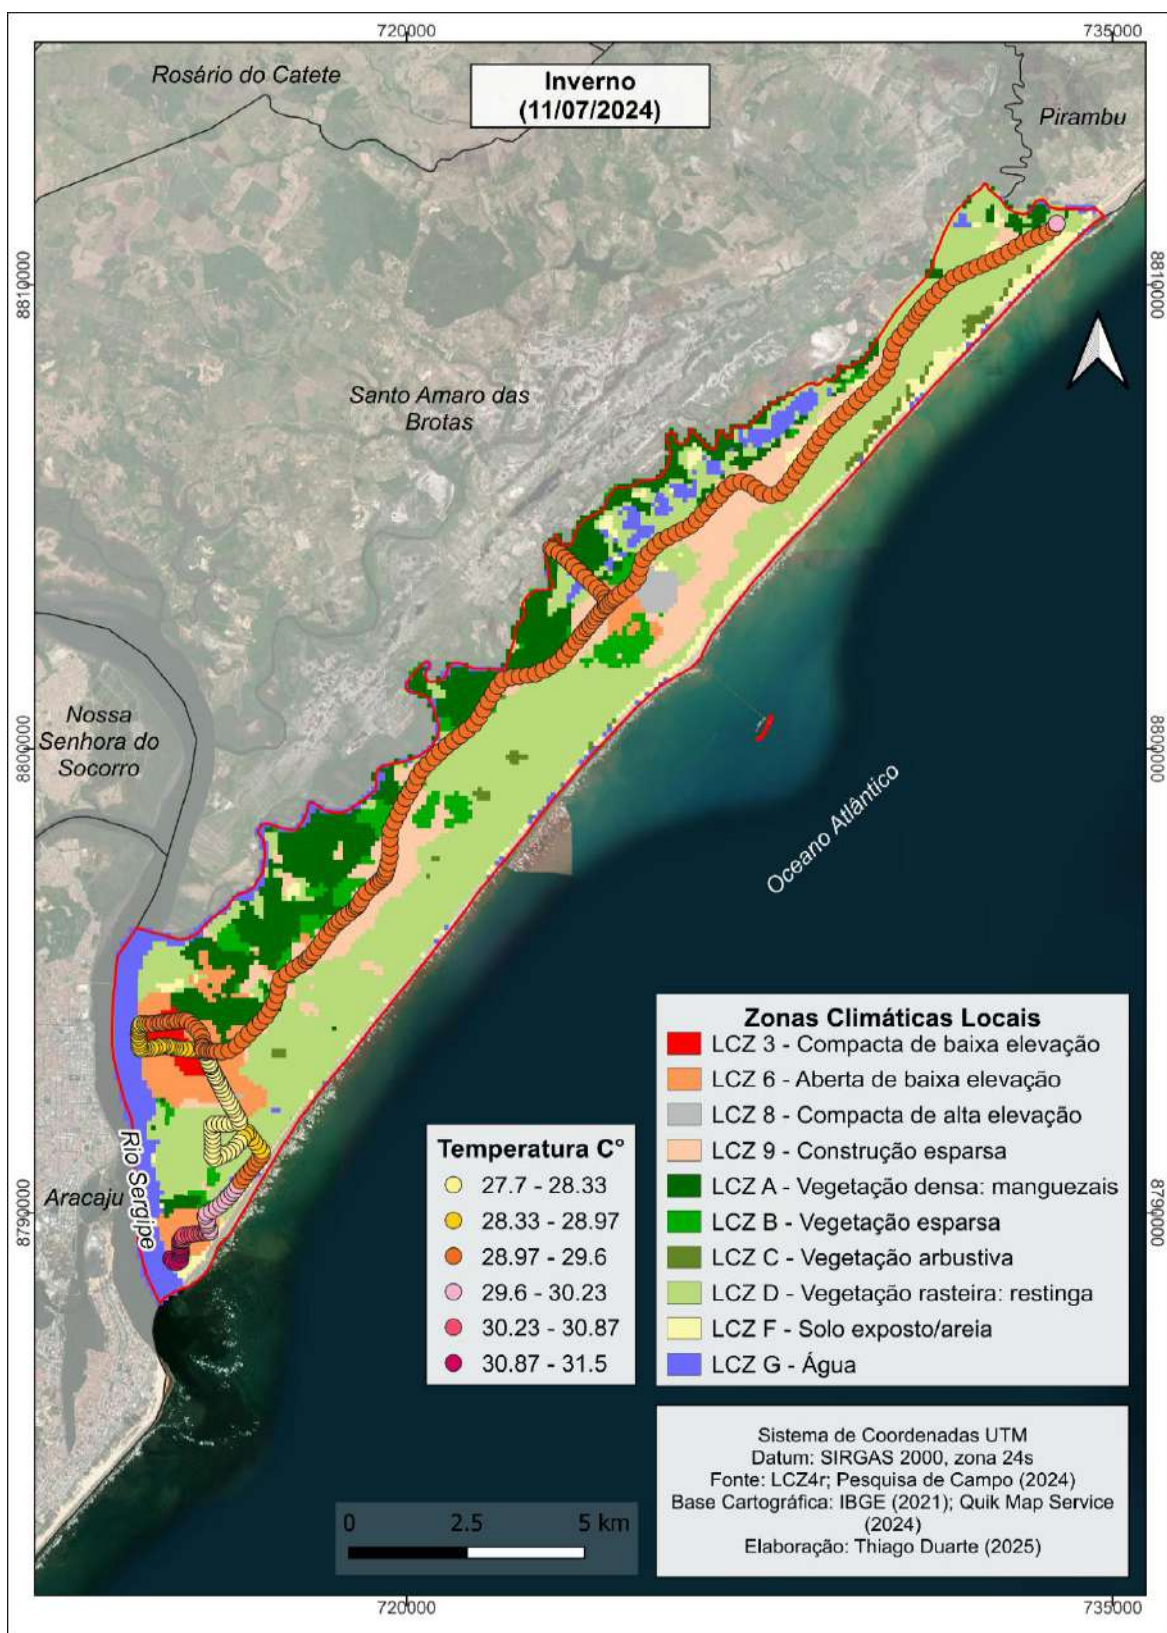 720000
735000
Rosário do Catete
Inverno
(11/07/2024)
Pirambu
8810000
8810000
Santo Amaro das
Brotas
Nossa
Senhora do
Socorro
8800000
8800000
Oceano Atlântico
Zonas Climáticas Locais
LCZ 3 - Compacta de baixa elevação
LCZ 6 - Aberta de baixa elevação
LCZ 8 - Compacta de alta elevação
LCZ 9 - Construção esparsa
LCZ A - Vegetação densa: manguezais
LCZ B - Vegetação esparsa
LCZ C - Vegetação arbustiva
LCZ D - Vegetação rasteira: restinga
LCZ F - Solo exposto/areia
LCZ G - Água
Temperatura C°
27.7 - 28.33
28.33 - 28.97
28.97 - 29.6
29.6 - 30.23
30.23 - 30.87
30.87 - 31.5
Rio Sergipe
Aracaju
8790000
8790000
Sistema de Coordenadas UTM
Datum: SIRGAS 2000, zona 24s
Fonte: LCZ4r; Pesquisa de Campo (2024)
Base Cartográfica: IBGE (2021); Quik Map Service
(2024)
Elaboração: Thiago Duarte (2025)
0 2.5 5 km
720000
735000